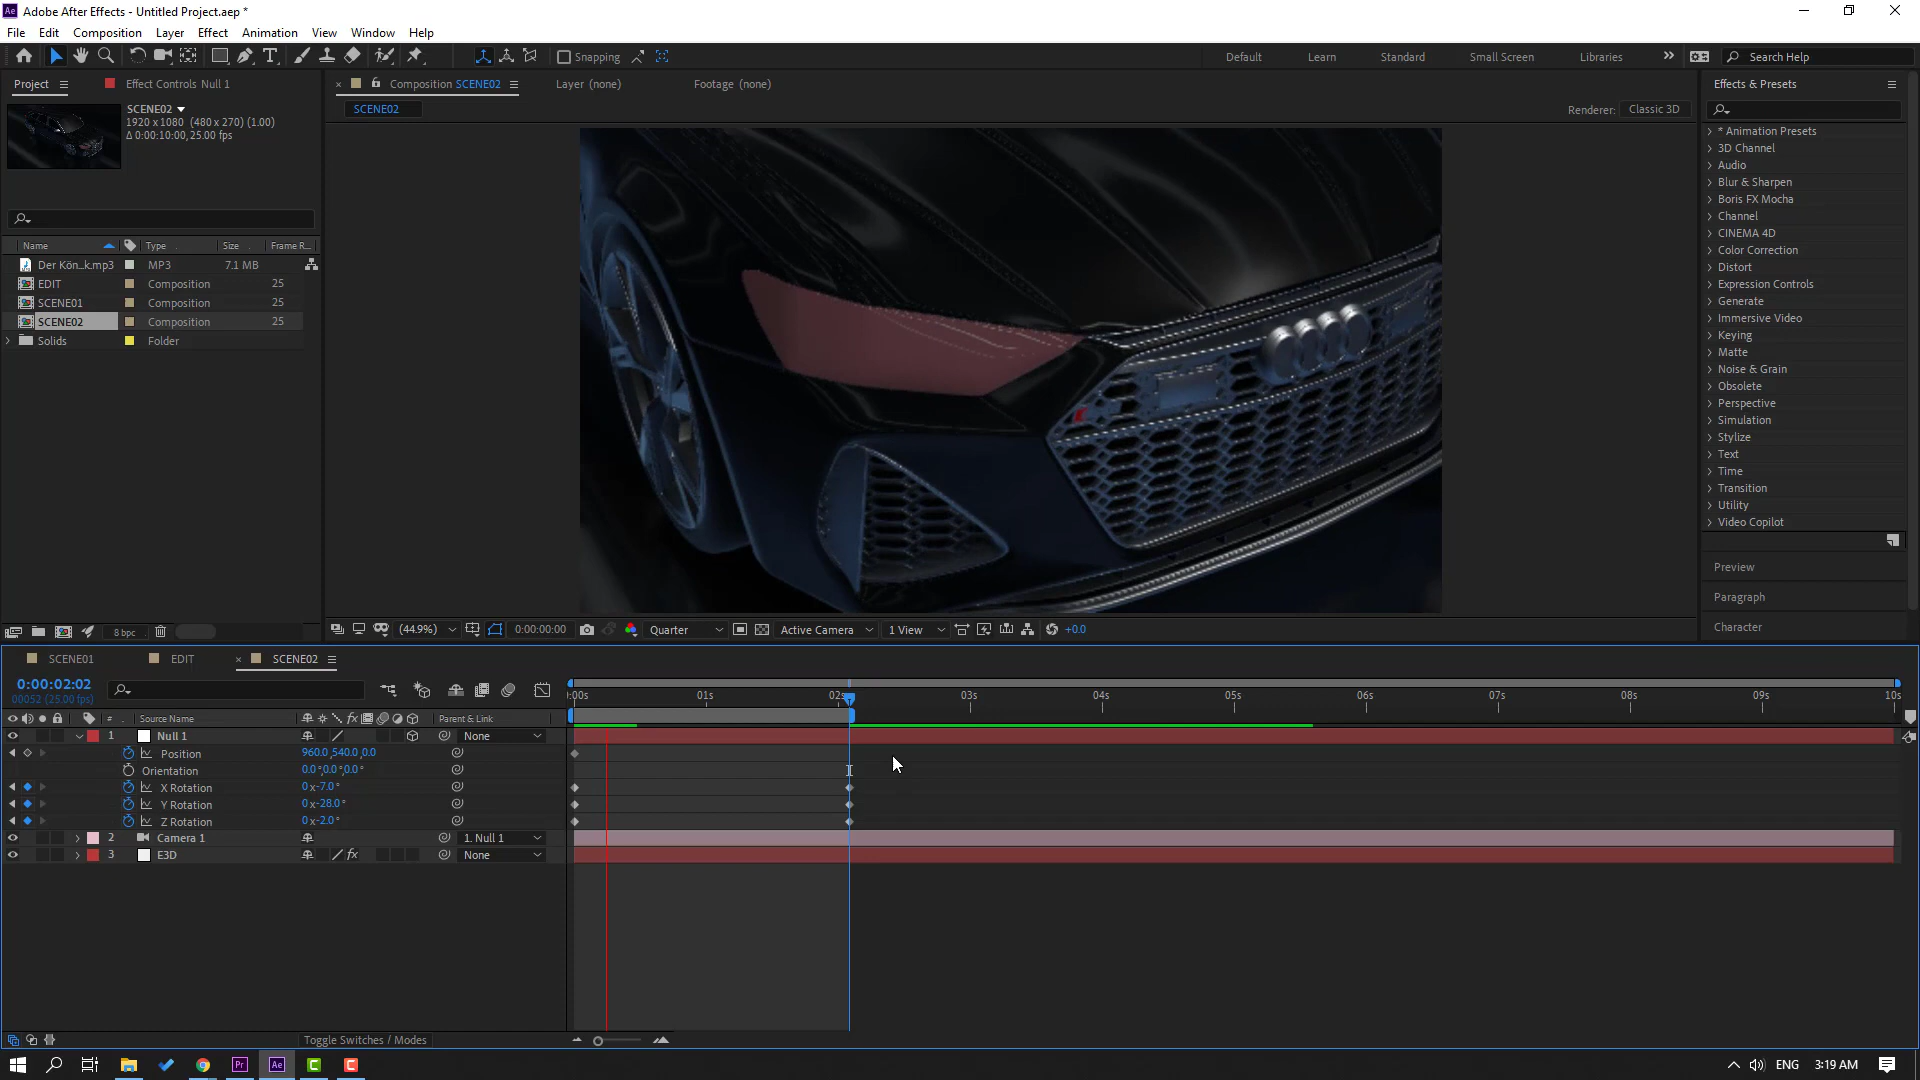 Adobe After Effects - Untitled Project.aep *
File Edit Composition Layer Effect Animation View Window Help
Snapping
Default Learn Standard Small Screen Libraries
Search Help
Project
Effect Controls Null 1
Composition SCENE02
Layer (none)
Footage (none)
Effects & Presets
SCENE02
1920 x 1080 (480 x 270) (1.00)
Δ 0:00:10:00, 25.00 fps
SCENE02
Renderer: Classic 3D
Name Type Size Frame R...
Der Kön_k.mp3 MP3 7.1 MB
EDIT Composition 25
SCENE01 Composition 25
SCENE02 Composition 25
Solids Folder
* Animation Presets
3D Channel
Audio
Blur & Sharpen
Boris FX Mocha
Channel
CINEMA 4D
Color Correction
Distort
Expression Controls
Generate
Immersive Video
Keying
Matte
Noise & Grain
Obsolete
Perspective
Simulation
Stylize
Text
Time
Transition
Utility
Video Copilot
Preview
Paragraph
Character
8 bpc
(44.9%) 0:00:00:00 Quarter Active Camera 1 View +0.0
SCENE01 EDIT SCENE02
0:00:02:02
00052 (25.00 fps)
:00s 01s 02s 03s 04s 05s 06s 07s 08s 09s 10s
# Source Name Parent & Link
1 Null 1 None
Position 960.0,540.0,0.0
Orientation 0.0°,0.0°,0.0°
X Rotation 0x-7.0°
Y Rotation 0x-28.0°
Z Rotation 0x-2.0°
2 Camera 1 1. Null 1
3 E3D None
Toggle Switches / Modes
Pr Ae C C
ENG 3:19 AM